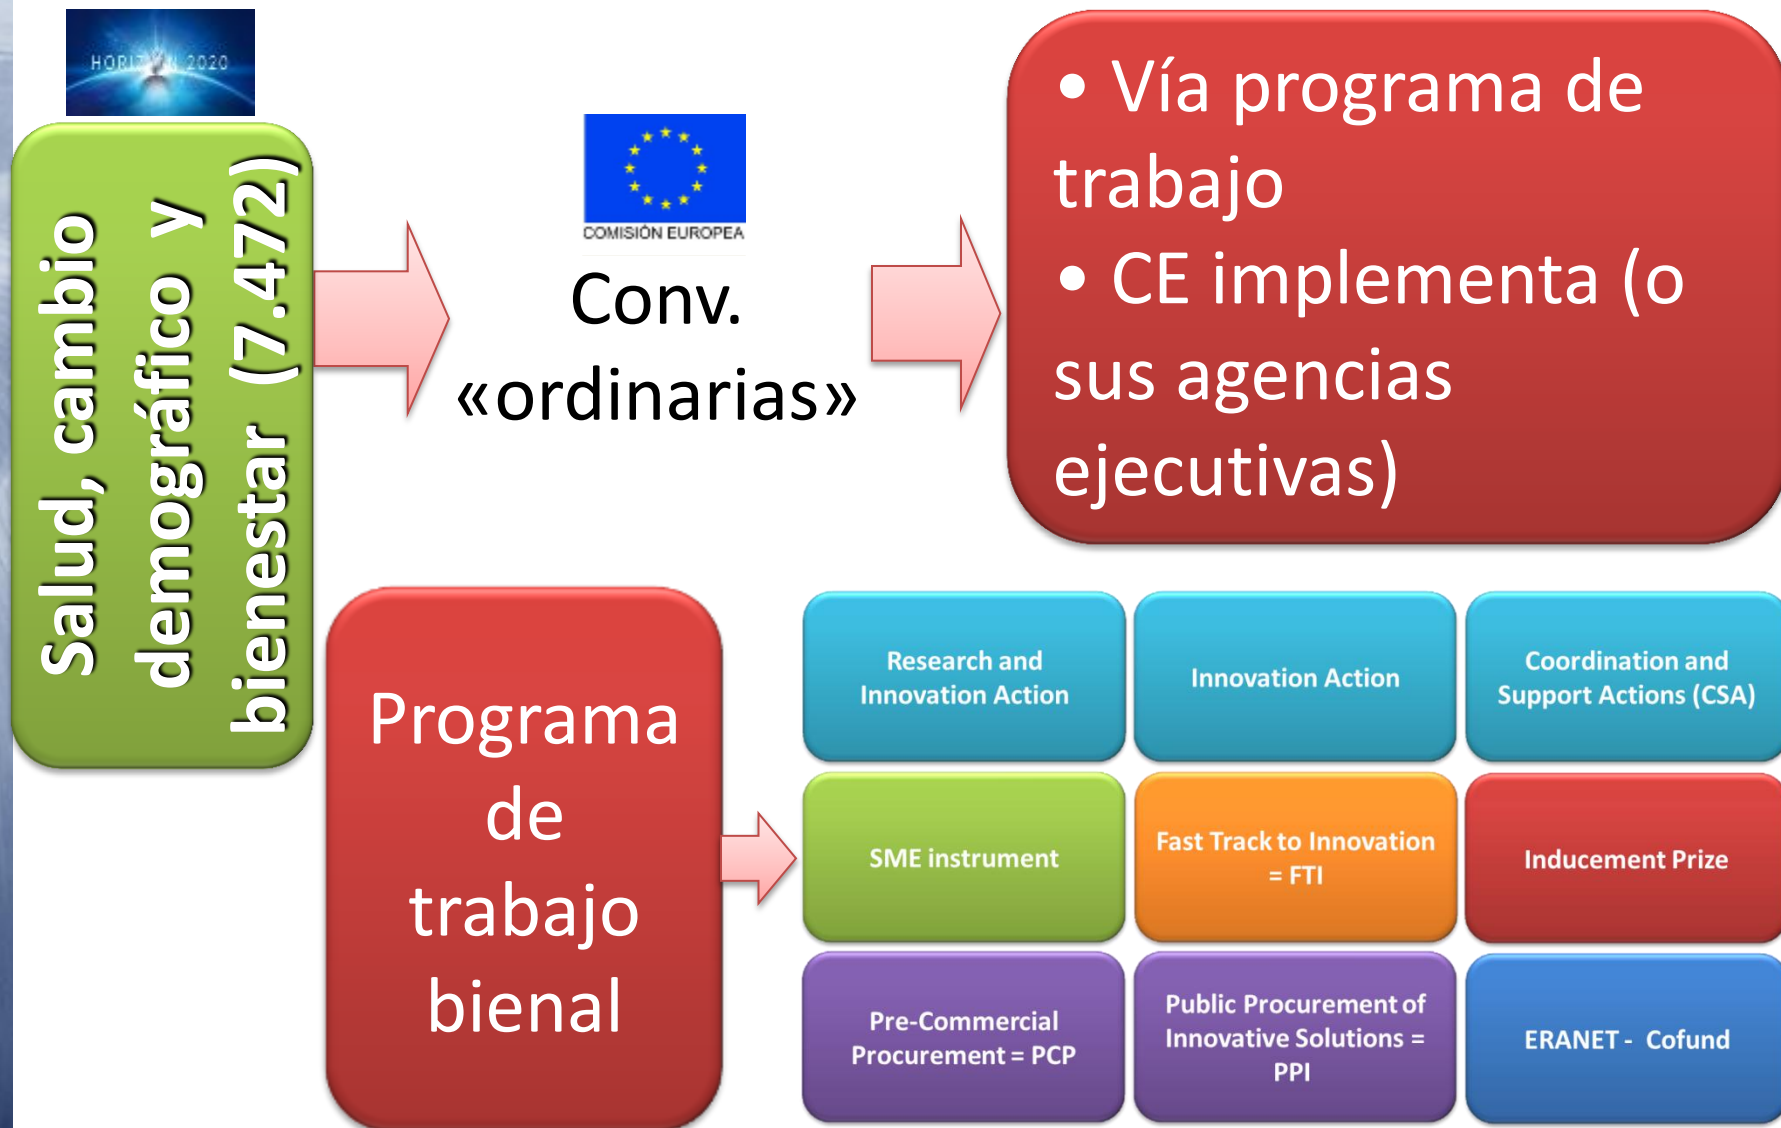 HORIZON 2020
Salud, cambio
demográfico y
bienestar (7.472)
COMISIÓN EUROPEA
Conv.
«ordinarias»
• Vía programa de
trabajo
• CE implementa (o
sus agencias
ejecutivas)
Programa
de
trabajo
bienal
Research and
Innovation Action
Innovation Action
Coordination and
Support Actions (CSA)
SME instrument
Fast Track to Innovation
= FTI
Inducement Prize
Pre-Commercial
Procurement = PCP
Public Procurement of
Innovative Solutions =
PPI
ERANET - Cofund